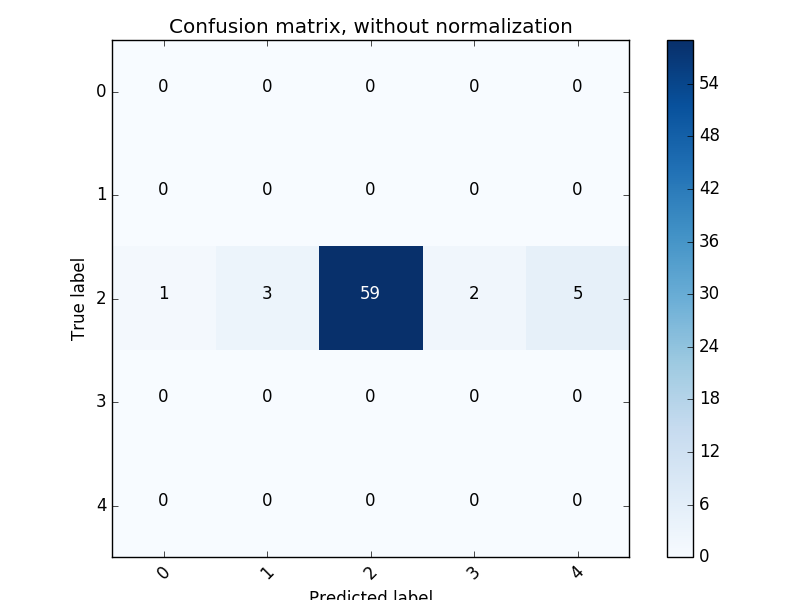 Confusion matrix, without normalization
0 0 0 0 0 0
1 0 0 0 0 0
2 1 3 59 2 5
3 0 0 0 0 0
4 0 0 0 0 0
True label
0 1 2 3 4
Predicted label
54
48
42
36
30
24
18
12
6
0